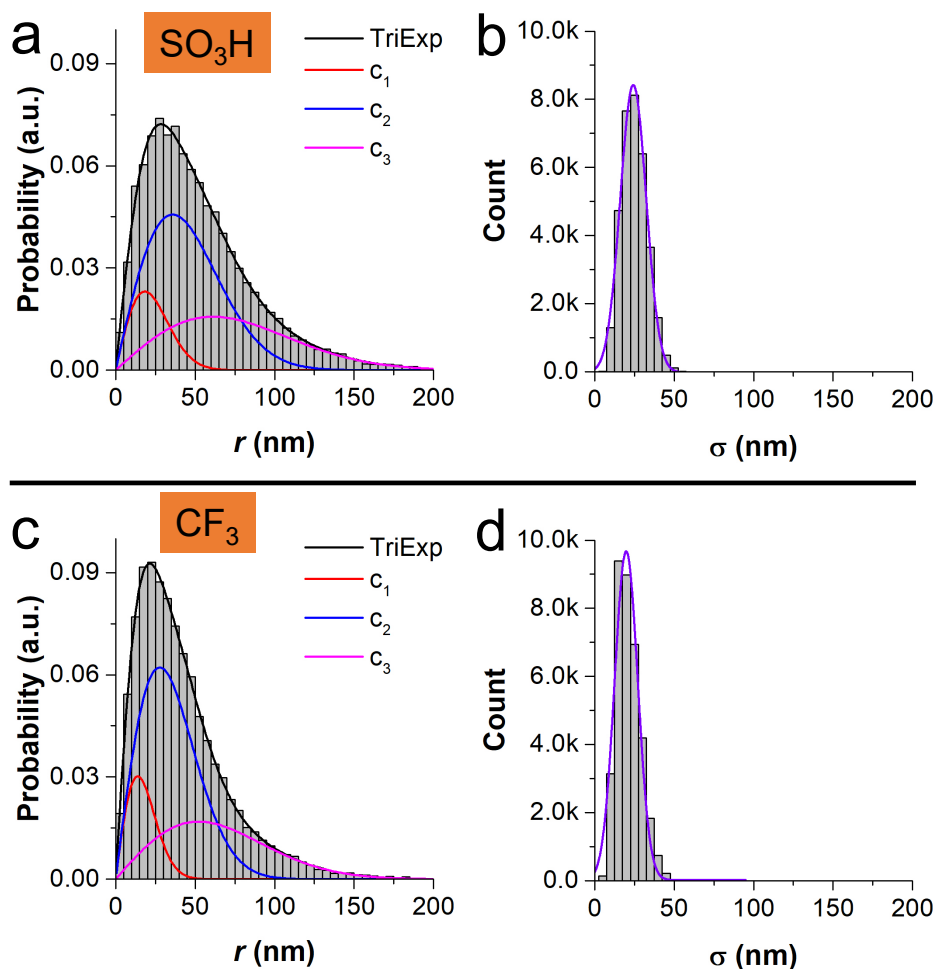 a
SO₃H
TriExp
c₁
c₂
c₃
0.09
0.06
0.03
0.00
Probability (a.u.)
0
50
100
150
200
r (nm)
b
10.0k
8.0k
6.0k
4.0k
2.0k
0.0
Count
0
50
100
150
200
σ (nm)
c
CF₃
TriExp
c₁
c₂
c₃
0.09
0.06
0.03
0.00
Probability (a.u.)
0
50
100
150
200
r (nm)
d
10.0k
8.0k
6.0k
4.0k
2.0k
0.0
Count
0
50
100
150
200
σ (nm)